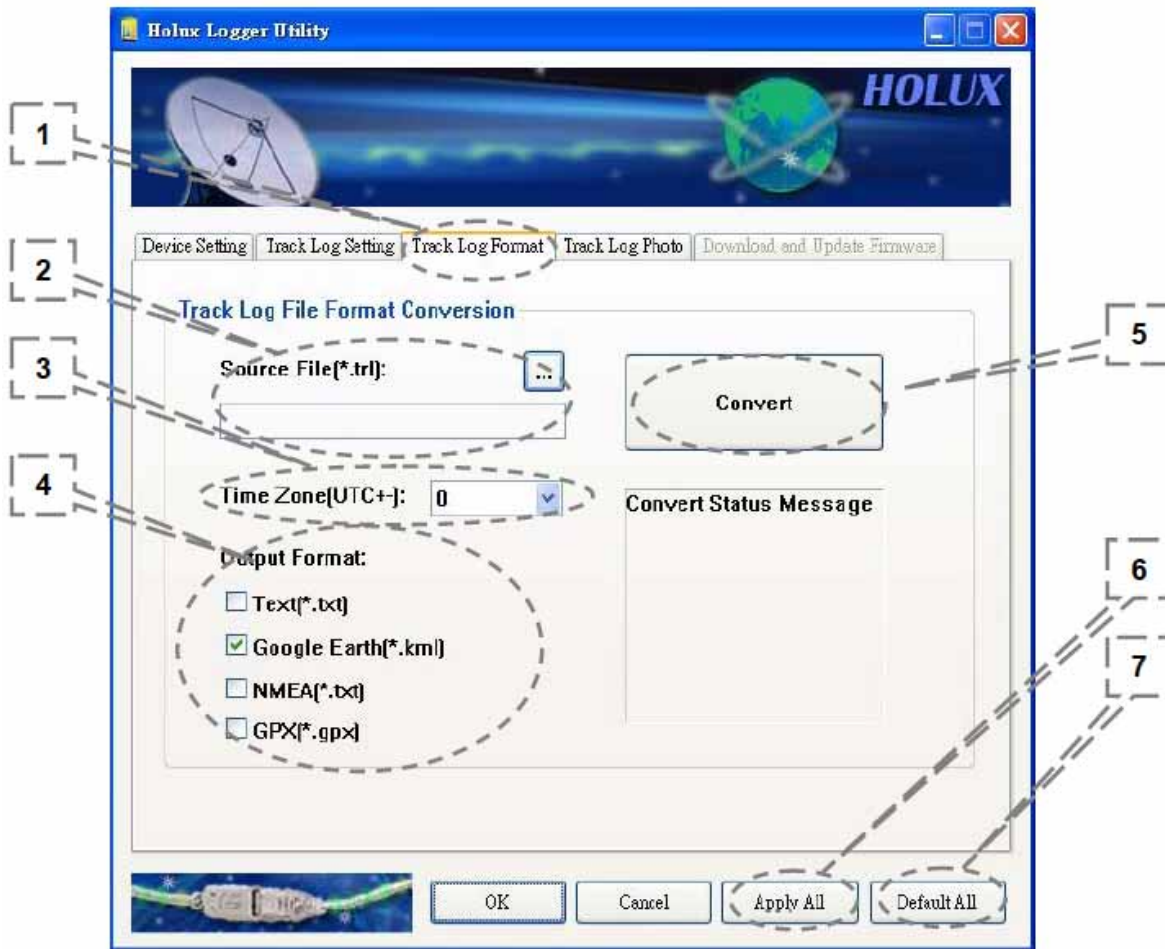 Holux Logger Utility
HOLUX
1
Device Setting Track Log Setting Track Log Format Track Log Photo Download and Update Firmware
2
Track Log File Format Conversion
3
Source File(*.trl): ...
5
Convert
4
Time Zone(UTC+-): 0
Convert Status Message
Output Format:
Text(*.txt)
Google Earth(*.kml)
NMEA(*.txt)
GPX(*.gpx)
6
7
OK Cancel Apply All Default All